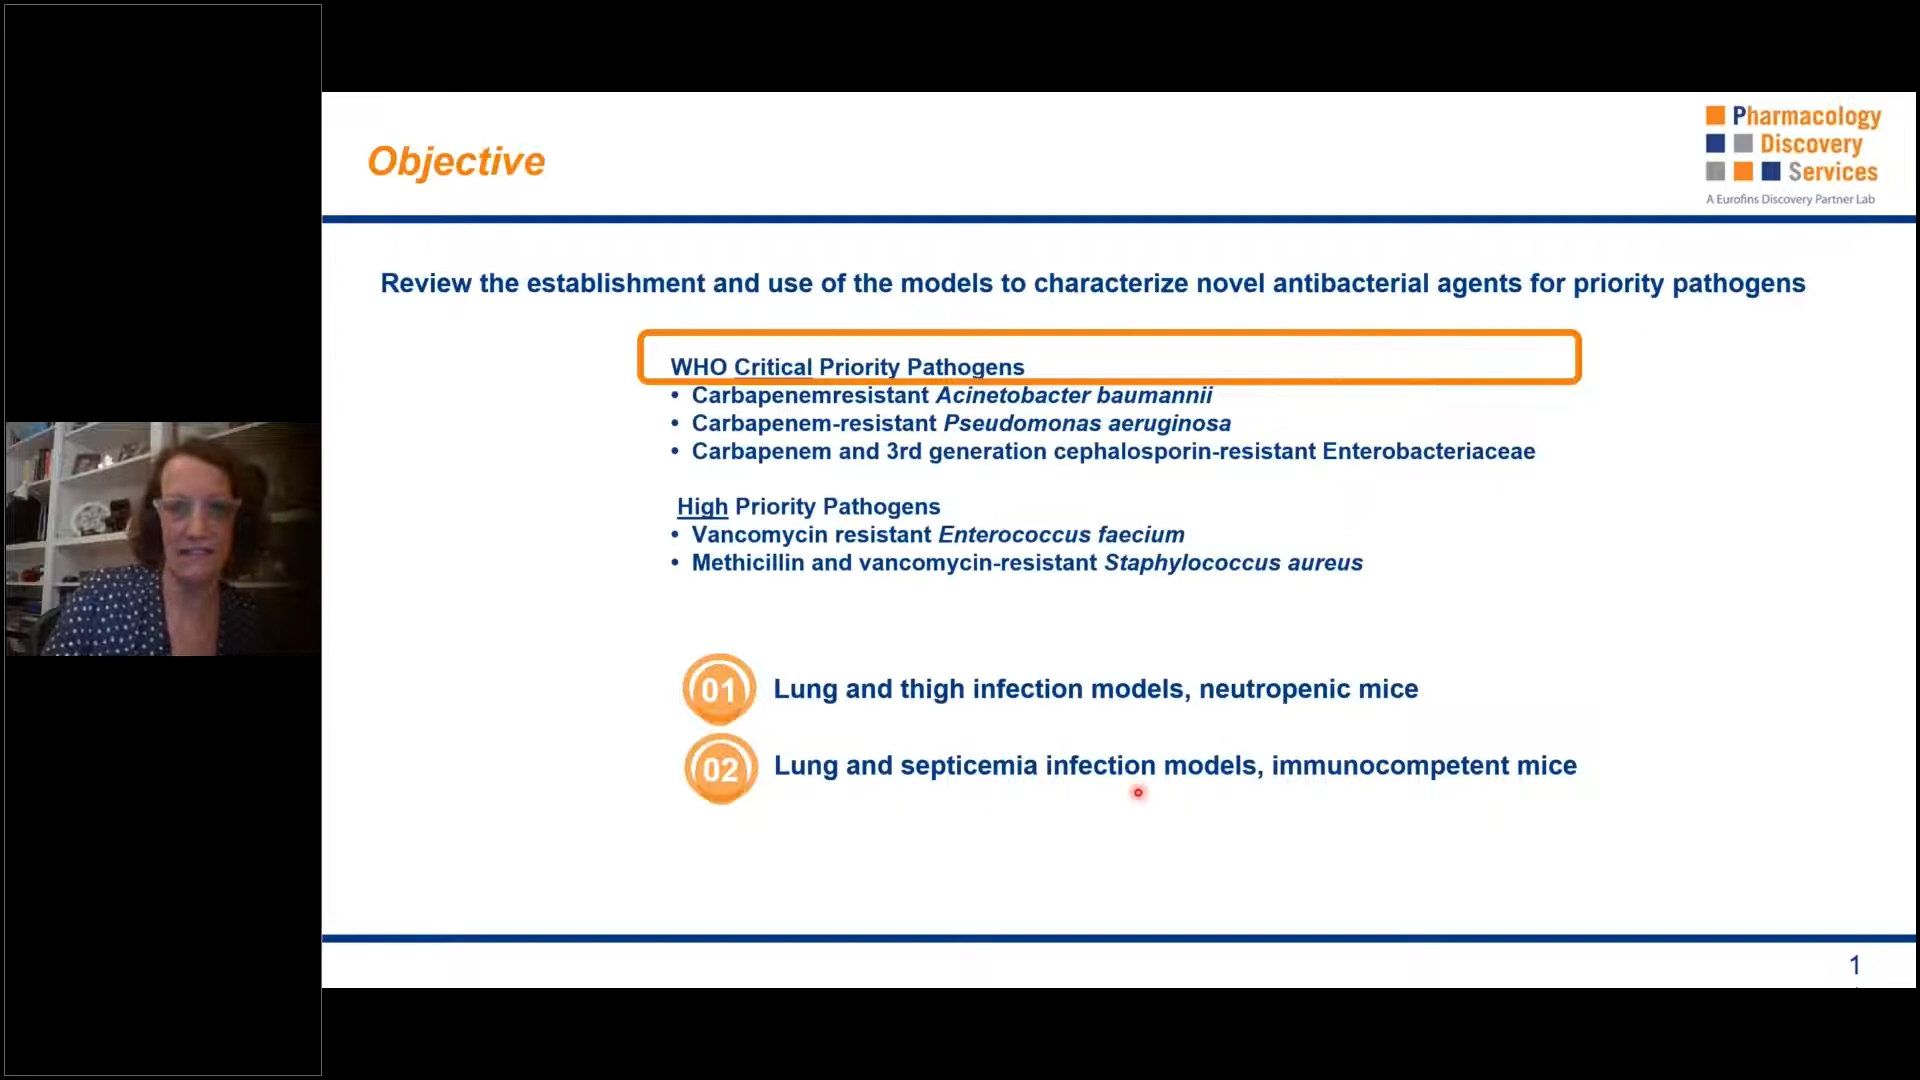 Objective
Pharmacology
Discovery
Services
A Eurofins Discovery Partner Lab
Review the establishment and use of the models to characterize novel antibacterial agents for priority pathogens
WHO Critical Priority Pathogens
• Carbapenemresistant Acinetobacter baumannii
• Carbapenem-resistant Pseudomonas aeruginosa
• Carbapenem and 3rd generation cephalosporin-resistant Enterobacteriaceae
High Priority Pathogens
• Vancomycin resistant Enterococcus faecium
• Methicillin and vancomycin-resistant Staphylococcus aureus
01 Lung and thigh infection models, neutropenic mice
02 Lung and septicemia infection models, immunocompetent mice
1